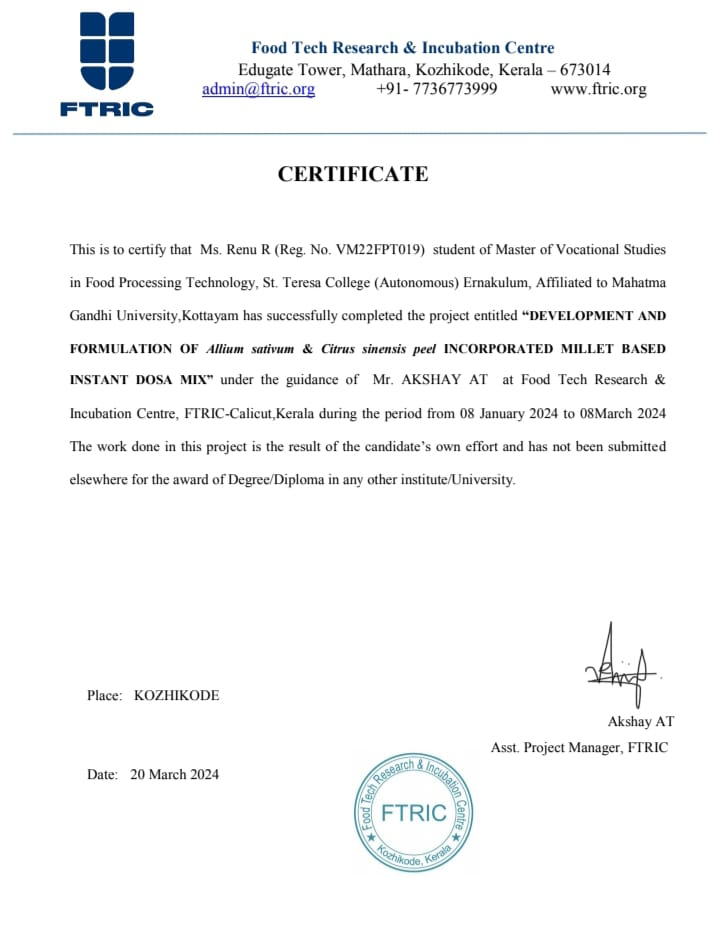 FTRIC
Food Tech Research & Incubation Centre
Edugate Tower, Mathara, Kozhikode, Kerala – 673014
admin@ftric.org +91- 7736773999 www.ftric.org
CERTIFICATE
This is to certify that Ms. Renu R (Reg. No. VM22FPT019) student of Master of Vocational Studies
in Food Processing Technology, St. Teresa College (Autonomous) Ernakulum, Affiliated to Mahatma
Gandhi University,Kottayam has successfully completed the project entitled “DEVELOPMENT AND
FORMULATION OF Allium sativum & Citrus sinensis peel INCORPORATED MILLET BASED
INSTANT DOSA MIX” under the guidance of Mr. AKSHAY AT at Food Tech Research &
Incubation Centre, FTRIC-Calicut,Kerala during the period from 08 January 2024 to 08March 2024
The work done in this project is the result of the candidate’s own effort and has not been submitted
elsewhere for the award of Degree/Diploma in any other institute/University.
Place: KOZHIKODE
Akshay AT
Asst. Project Manager, FTRIC
Date: 20 March 2024
Food Tech Research & Incubation Centre
FTRIC
Kozhikode, Kerala